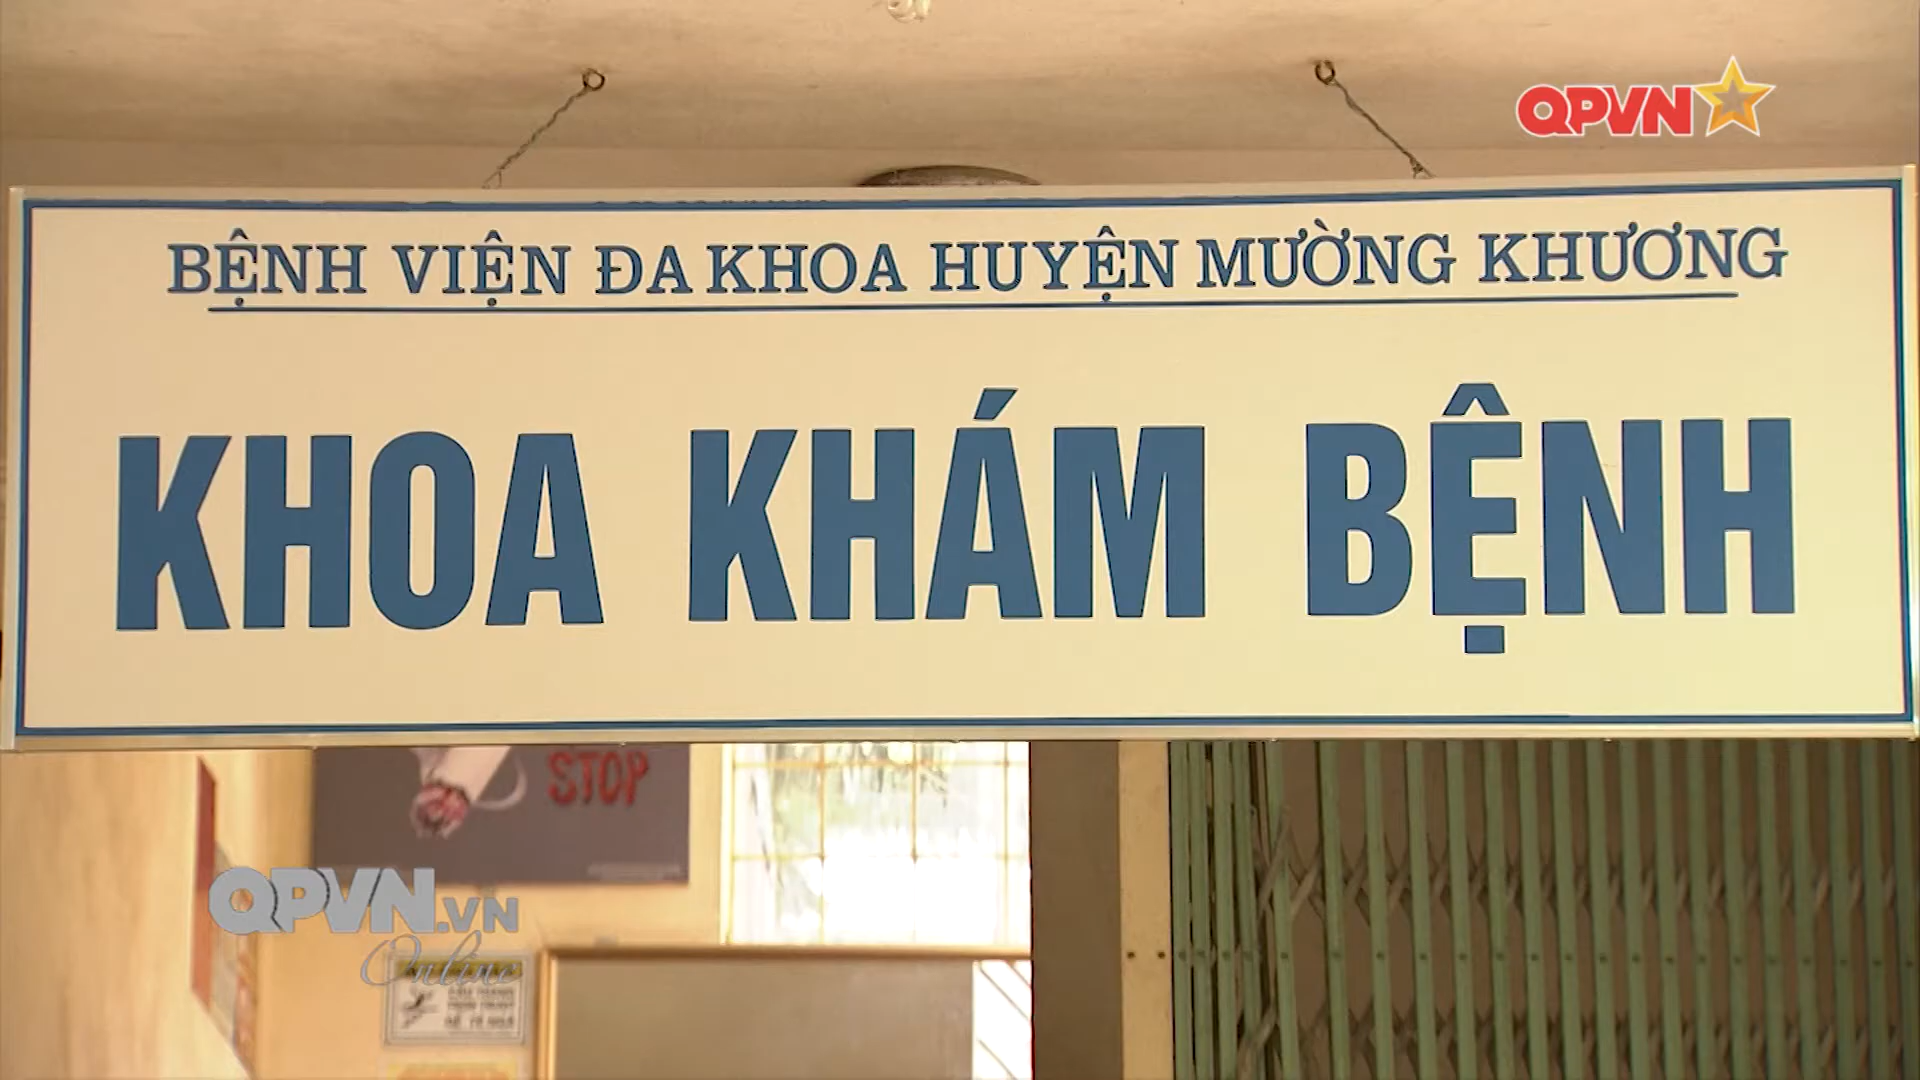 QPVN
BỆNH VIỆN ĐA KHOA HUYỆN MƯỜNG KHƯƠNG
KHOA KHÁM BỆNH
STOP
QPVN.VN
Online